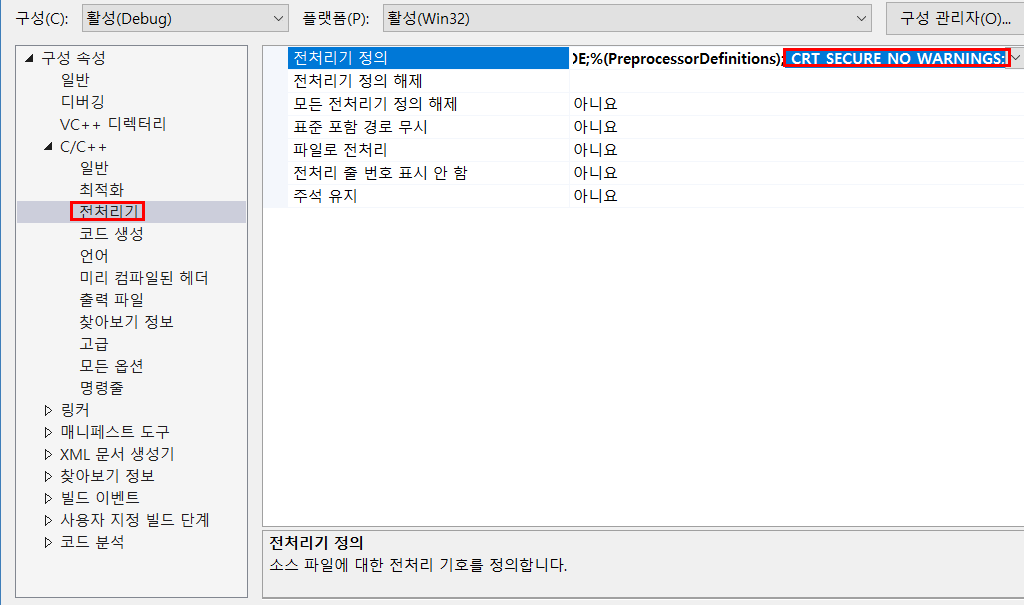 구성(C): 활성(Debug) 플랫폼(P): 활성(Win32) 구성 관리자(O)...
구성 속성
일반
디버깅
VC++ 디렉터리
C/C++
일반
최적화
전처리기
코드 생성
언어
미리 컴파일된 헤더
출력 파일
찾아보기 정보
고급
모든 옵션
명령줄
링커
매니페스트 도구
XML 문서 생성기
찾아보기 정보
빌드 이벤트
사용자 지정 빌드 단계
코드 분석
전처리기 정의 DE;%(PreprocessorDefinitions);_CRT_SECURE_NO_WARNINGS;
전처리기 정의 해제
모든 전처리기 정의 해제 아니요
표준 포함 경로 무시 아니요
파일로 전처리 아니요
전처리 줄 번호 표시 안 함 아니요
주석 유지 아니요
전처리기 정의
소스 파일에 대한 전처리 기호를 정의합니다.